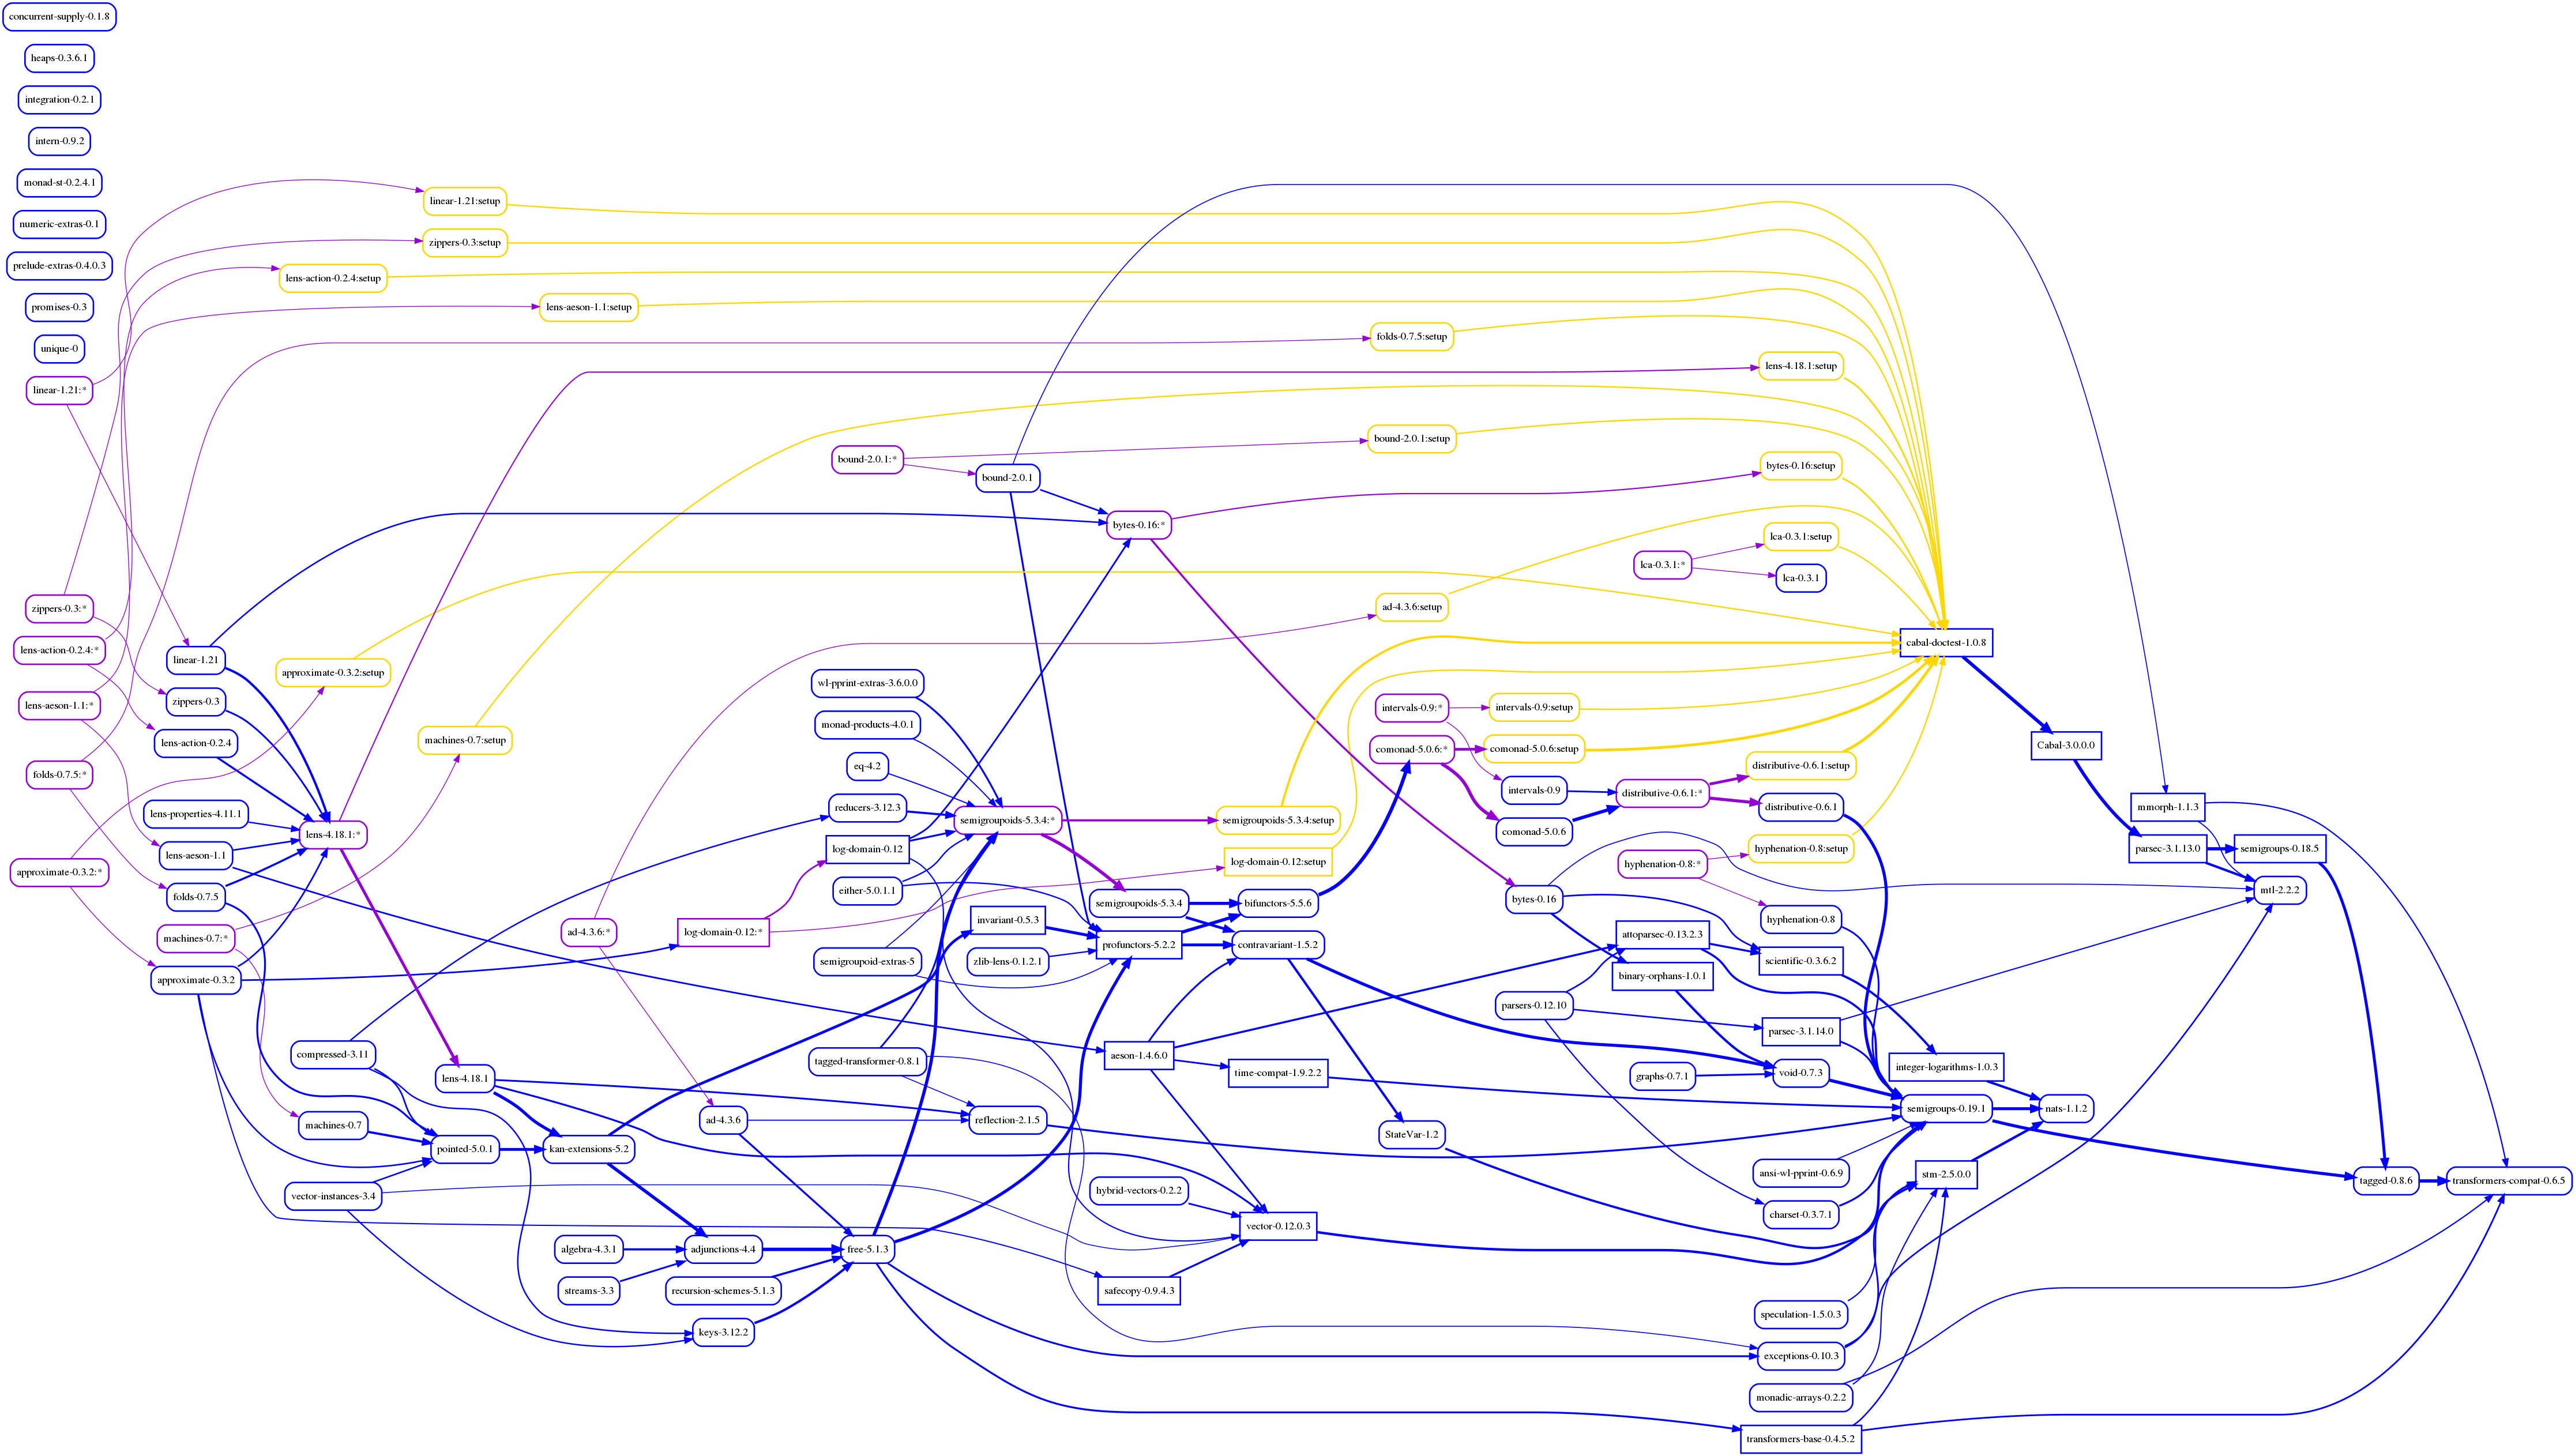 concurrent-supply-0.1.8
heaps-0.3.6.1
integration-0.2.1
intern-0.9.2
monad-st-0.2.4.1
numeric-extras-0.1
prelude-extras-0.4.0.3
promises-0.3
unique-0
linear-1.21:*
zippers-0.3:*
lens-action-0.2.4:*
lens-aeson-1.1:*
folds-0.7.5:*
approximate-0.3.2:*
linear-1.21
zippers-0.3
lens-action-0.2.4
lens-properties-4.11.1
lens-aeson-1.1
folds-0.7.5
machines-0.7:*
approximate-0.3.2
lens-action-0.2.4:setup
approximate-0.3.2:setup
lens-4.18.1:*
compressed-3.11
machines-0.7
vector-instances-3.4
linear-1.21:setup
zippers-0.3:setup
machines-0.7:setup
lens-4.18.1
pointed-5.0.1
lens-aeson-1.1:setup
kan-extensions-5.2
ad-4.3.6:*
algebra-4.3.1
streams-3.3
log-domain-0.12:*
ad-4.3.6
adjunctions-4.4
recursion-schemes-5.1.3
keys-3.12.2
bound-2.0.1:*
wl-pprint-extras-3.6.0.0
monad-products-4.0.1
eq-4.2
reducers-3.12.3
log-domain-0.12
either-5.0.1.1
semigroupoid-extras-5
tagged-transformer-0.8.1
free-5.1.3
bound-2.0.1
semigroupoids-5.3.4:*
invariant-0.5.3
zlib-lens-0.1.2.1
reflection-2.1.5
bytes-0.16:*
semigroupoids-5.3.4
profunctors-5.2.2
aeson-1.4.6.0
hybrid-vectors-0.2.2
safecopy-0.9.4.3
semigroupoids-5.3.4:setup
log-domain-0.12:setup
bifunctors-5.5.6
contravariant-1.5.2
time-compat-1.9.2.2
vector-0.12.0.3
folds-0.7.5:setup
bound-2.0.1:setup
ad-4.3.6:setup
intervals-0.9:*
comonad-5.0.6:*
StateVar-1.2
intervals-0.9:setup
comonad-5.0.6:setup
intervals-0.9
comonad-5.0.6
bytes-0.16
parsers-0.12.10
lca-0.3.1:*
distributive-0.6.1:*
hyphenation-0.8:*
attoparsec-0.13.2.3
binary-orphans-1.0.1
graphs-0.7.1
lens-4.18.1:setup
bytes-0.16:setup
lca-0.3.1:setup
lca-0.3.1
distributive-0.6.1:setup
distributive-0.6.1
hyphenation-0.8:setup
hyphenation-0.8
scientific-0.3.6.2
parsec-3.1.14.0
void-0.7.3
ansi-wl-pprint-0.6.9
charset-0.3.7.1
speculation-1.5.0.3
exceptions-0.10.3
monadic-arrays-0.2.2
transformers-base-0.4.5.2
cabal-doctest-1.0.8
integer-logarithms-1.0.3
semigroups-0.19.1
stm-2.5.0.0
Cabal-3.0.0.0
nats-1.1.2
mmorph-1.1.3
parsec-3.1.13.0
semigroups-0.18.5
mtl-2.2.2
tagged-0.8.6
transformers-compat-0.6.5